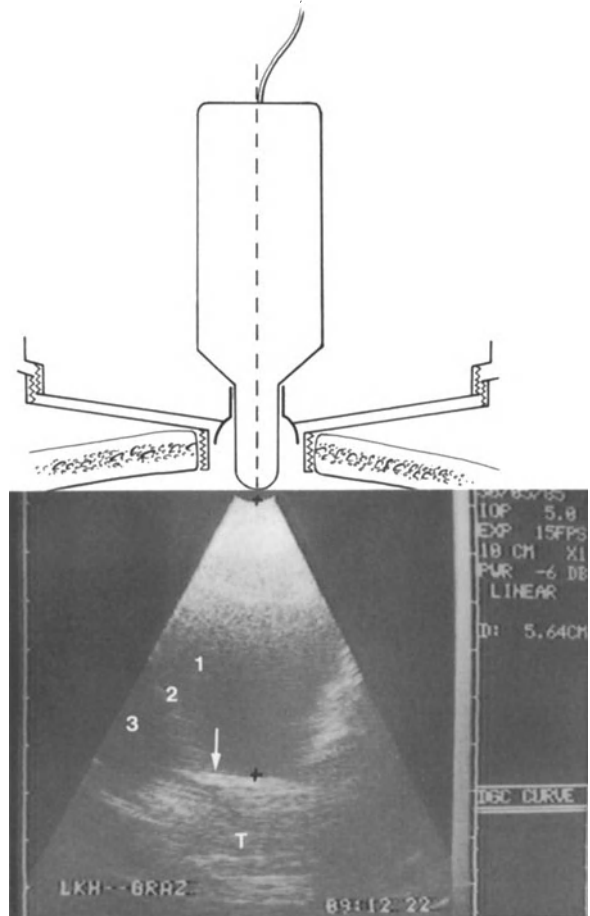 IOP 5.0
EXP 15FPS
10 CM X1
PWR -6 DB
LINEAR
D: 5.64CM
1
2
3
T
DGC CURVE
LKH--GRAZ
09:12 22